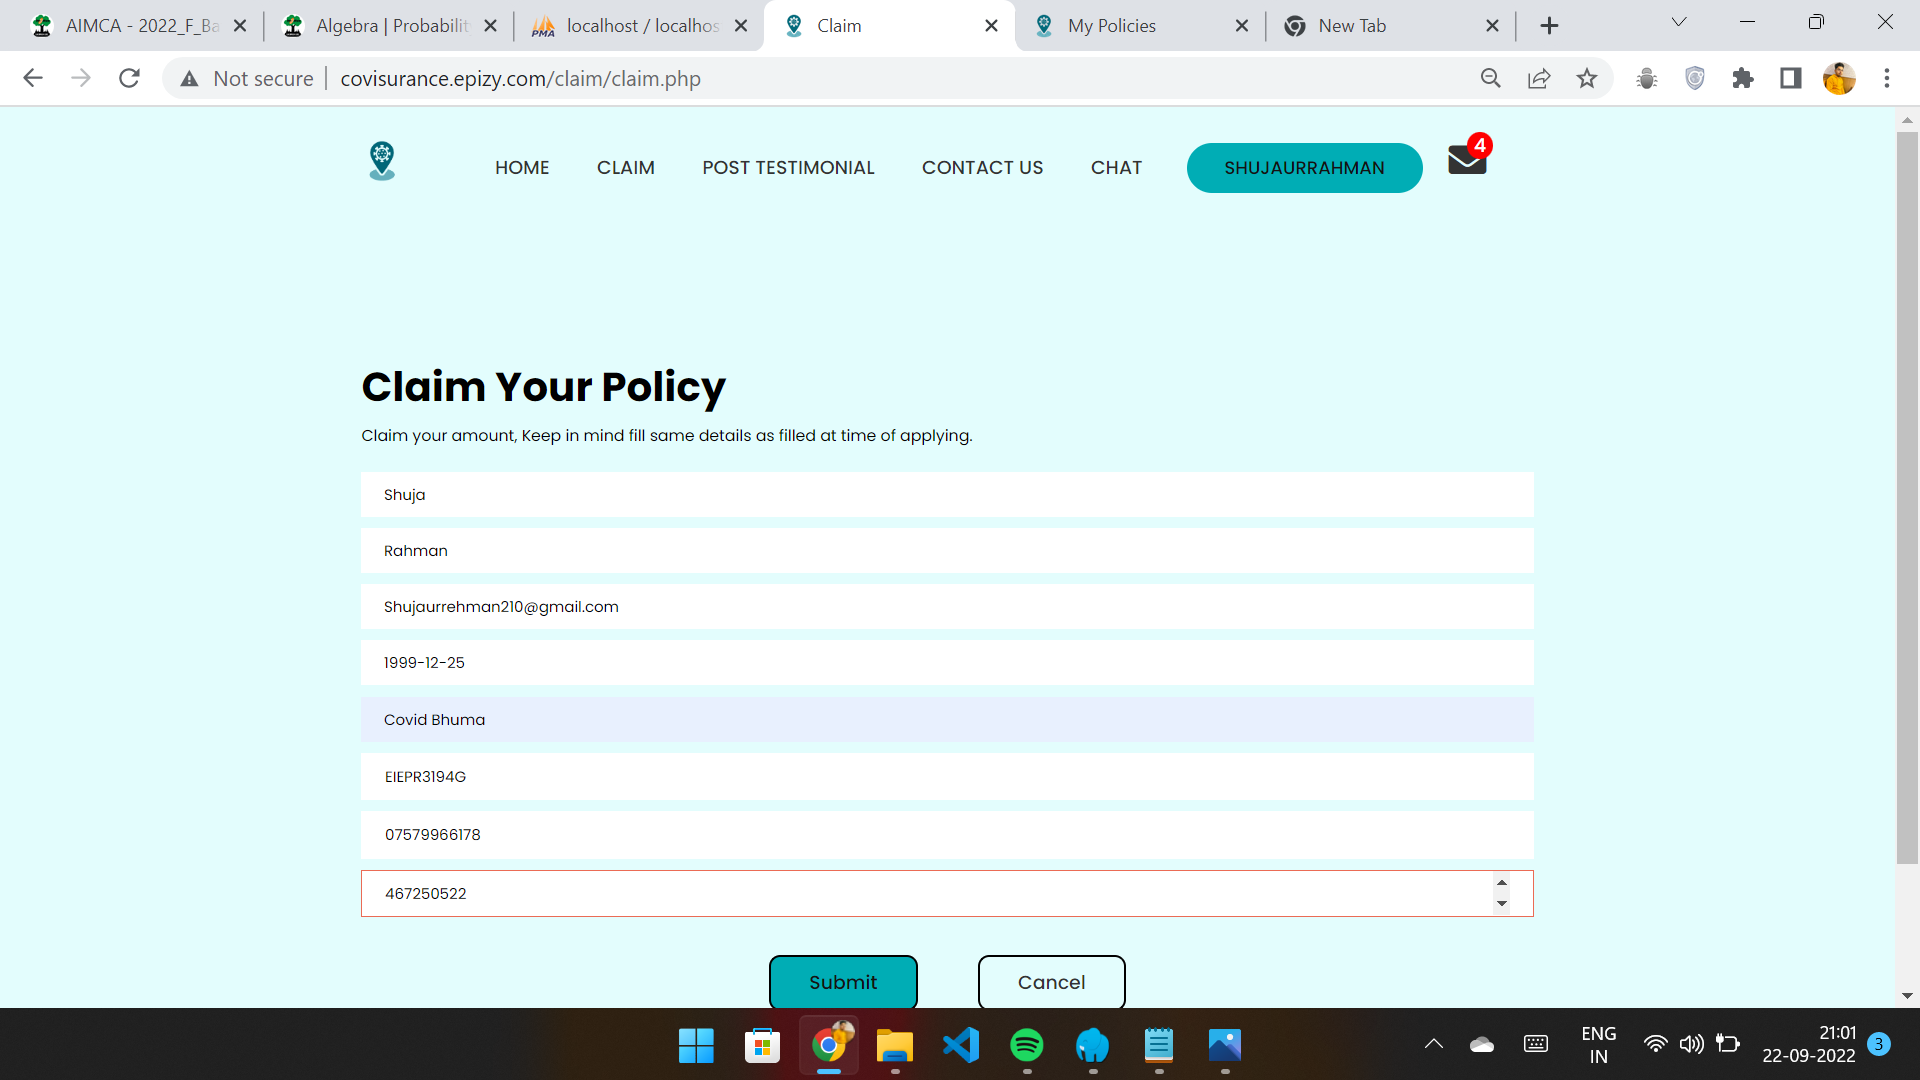 AIMCA - 2022_F_Ba
Algebra | Probabilit
localhost / localhos
Claim
My Policies
New Tab
Not secure
covisurance.epizy.com/claim/claim.php
HOME
CLAIM
POST TESTIMONIAL
CONTACT US
CHAT
SHUJAURRAHMAN
4
Claim Your Policy
Claim your amount, Keep in mind fill same details as filled at time of applying.
Shuja
Rahman
Shujaurrehman210@gmail.com
1999-12-25
Covid Bhuma
EIEPR3194G
07579966178
467250522
Submit
Cancel
ENG
IN
21:01
22-09-2022
3